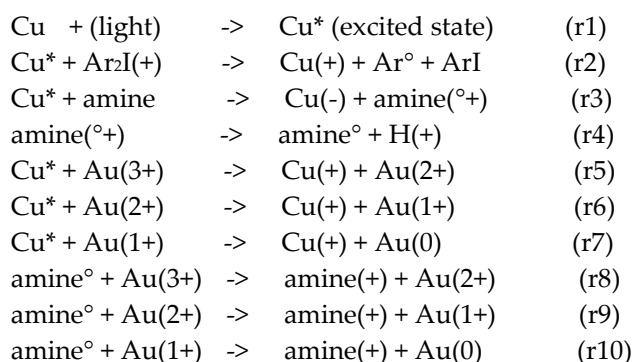 Cu + (light) -> Cu* (excited state) (r1)
Cu* + Ar₂I(+) -> Cu(+) + Ar° + ArI (r2)
Cu* + amine -> Cu(-) + amine(°+) (r3)
amine(°+) -> amine° + H(+) (r4)
Cu* + Au(3+) -> Cu(+) + Au(2+) (r5)
Cu* + Au(2+) -> Cu(+) + Au(1+) (r6)
Cu* + Au(1+) -> Cu(+) + Au(0) (r7)
amine° + Au(3+) -> amine(+) + Au(2+) (r8)
amine° + Au(2+) -> amine(+) + Au(1+) (r9)
amine° + Au(1+) -> amine(+) + Au(0) (r10)